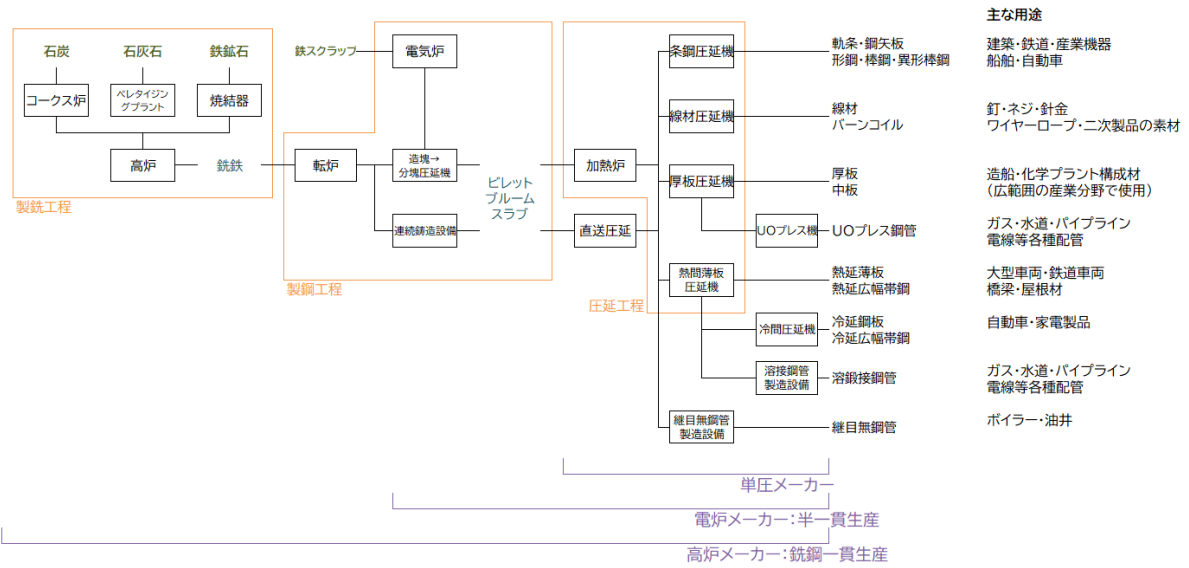 主な用途
石炭
石灰石
鉄鉱石
コークス炉
ペレタイジン
グプラント
焼結器
高炉
銑鉄
製銑工程
鉄スクラップ
電気炉
転炉
造塊→
分塊圧延機
連続鋳造設備
ビレット
ブルーム
スラブ
製鋼工程
加熱炉
直送圧延
圧延工程
条鋼圧延機
軌条・鋼矢板
形鋼・棒鋼・異形棒鋼
建築・鉄道・産業機器
船舶・自動車
線材圧延機
線材
バーンコイル
釘・ネジ・針金
ワイヤーロープ・二次製品の素材
厚板圧延機
厚板
中板
造船・化学プラント構成材
（広範囲の産業分野で使用）
UOプレス機
UOプレス鋼管
ガス・水道・パイプライン
電線等各種配管
熱間薄板
圧延機
熱延薄板
熱延広幅帯鋼
大型車両・鉄道車両
橋梁・屋根材
冷間圧延機
冷延鋼板
冷延広幅帯鋼
自動車・家電製品
溶接鋼管
製造設備
溶鍛接鋼管
ガス・水道・パイプライン
電線等各種配管
継目無鋼管
製造設備
継目無鋼管
ボイラー・油井
単圧メーカー
電炉メーカー：半一貫生産
高炉メーカー：銑鋼一貫生産